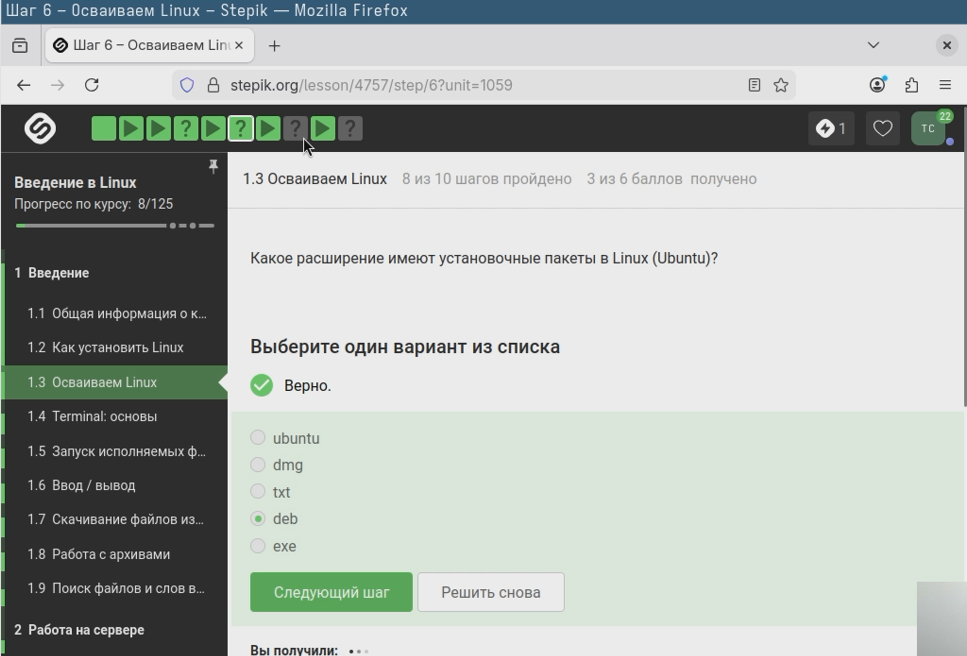 Шаг 6 – Осваиваем Linux – Stepik — Mozilla Firefox
Шаг 6 – Осваиваем Lin
stepik.org/lesson/4757/step/6?unit=1059
? ? ? ?
1
TC
22
Введение в Linux
Прогресс по курсу: 8/125
1.3 Осваиваем Linux 8 из 10 шагов пройдено 3 из 6 баллов получено
1 Введение
1.1 Общая информация о к...
1.2 Как установить Linux
1.3 Осваиваем Linux
1.4 Terminal: основы
1.5 Запуск исполняемых ф...
1.6 Ввод / вывод
1.7 Скачивание файлов из...
1.8 Работа с архивами
1.9 Поиск файлов и слов в...
2 Работа на сервере
Какое расширение имеют установочные пакеты в Linux (Ubuntu)?
Выберите один вариант из списка
Верно.
ubuntu
dmg
txt
deb
exe
Следующий шаг Решить снова
Вы получили: